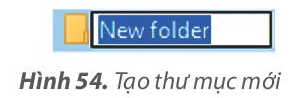 New folder
Hình 54. Tạo thư mục mới